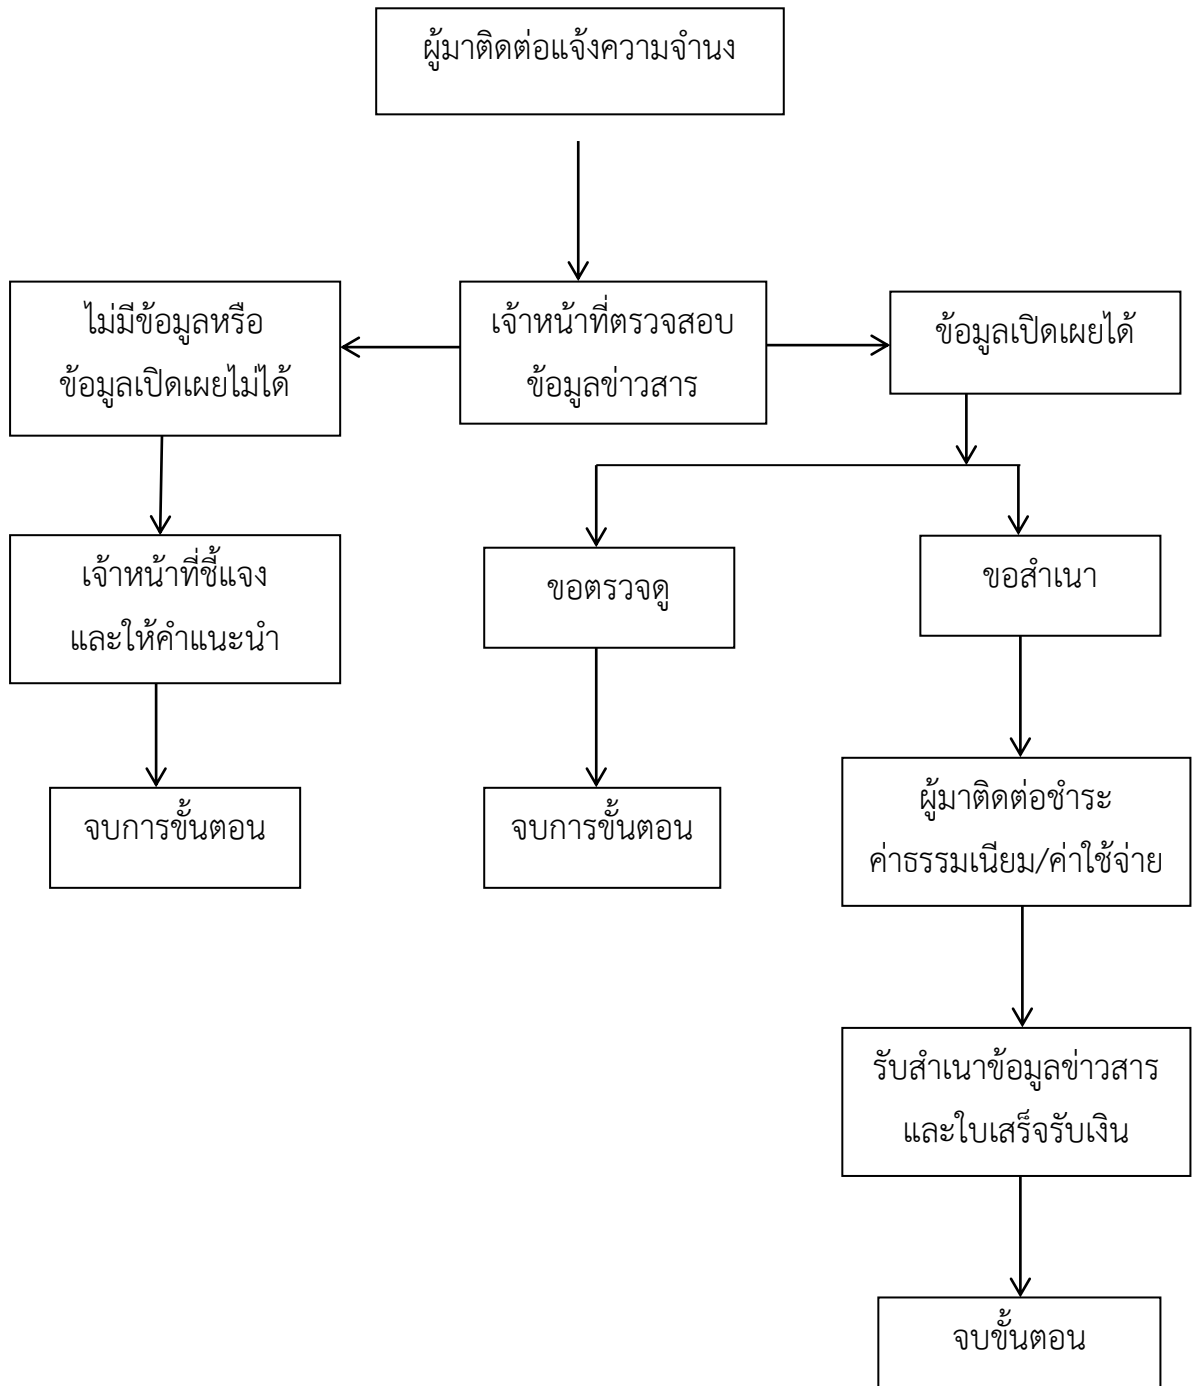 ผู้มาติดต่อแจ้งความจำนง
ไม่มีข้อมูลหรือ
ข้อมูลเปิดเผยไม่ได้
เจ้าหน้าที่ตรวจสอบ
ข้อมูลข่าวสาร
ข้อมูลเปิดเผยได้
เจ้าหน้าที่ชี้แจง
และให้คำแนะนำ
ขอตรวจดู
ขอสำเนา
จบการขั้นตอน
จบการขั้นตอน
ผู้มาติดต่อชำระ
ค่าธรรมเนียม/ค่าใช้จ่าย
รับสำเนาข้อมูลข่าวสาร
และใบเสร็จรับเงิน
จบขั้นตอน